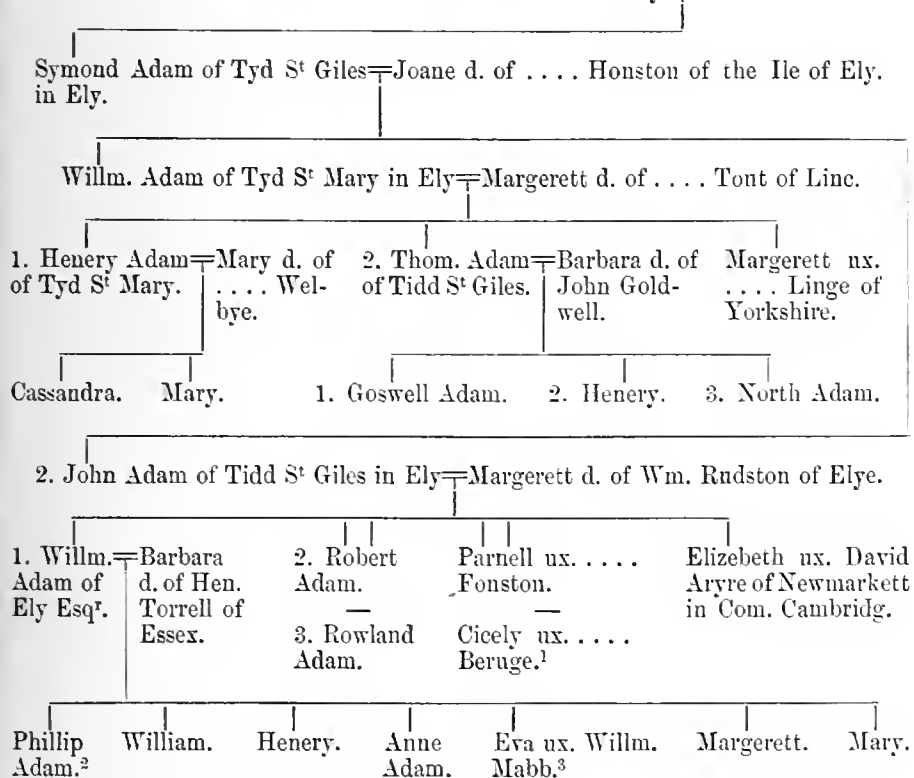 Symond Adam of Tyd St Giles=Joane d. of .... Honston of the Ile of Ely.
in Ely.
Willm. Adam of Tyd St Mary in Ely=Margerett d. of .... Tont of Linc.
1. Henery Adam=Mary d. of
of Tyd St Mary. .... Wel-
bye.
2. Thom. Adam=Barbara d. of
of Tidd St Giles. John Gold-
well.
Margerett ux.
.... Linge of
Yorkshire.
Cassandra. Mary. 1. Goswell Adam. 2. Henery. 3. North Adam.
2. John Adam of Tidd St Giles in Ely=Margerett d. of Wm. Rudston of Elye.
1. Willm.=Barbara
Adam of d. of Hen.
Ely Esqr. Torrell of
Essex.
2. Robert
Adam.
—
3. Rowland
Adam.
Parnell ux. .....
Fonston.
—
Cicely ux. .....
Beruge.1
Elizebeth ux. David
Aryre of Newmarkett
in Com. Cambridg.
Phillip William. Henery. Anne Eva ux. Willm. Margerett. Mary.
Adam.2 Adam. Mabb.3